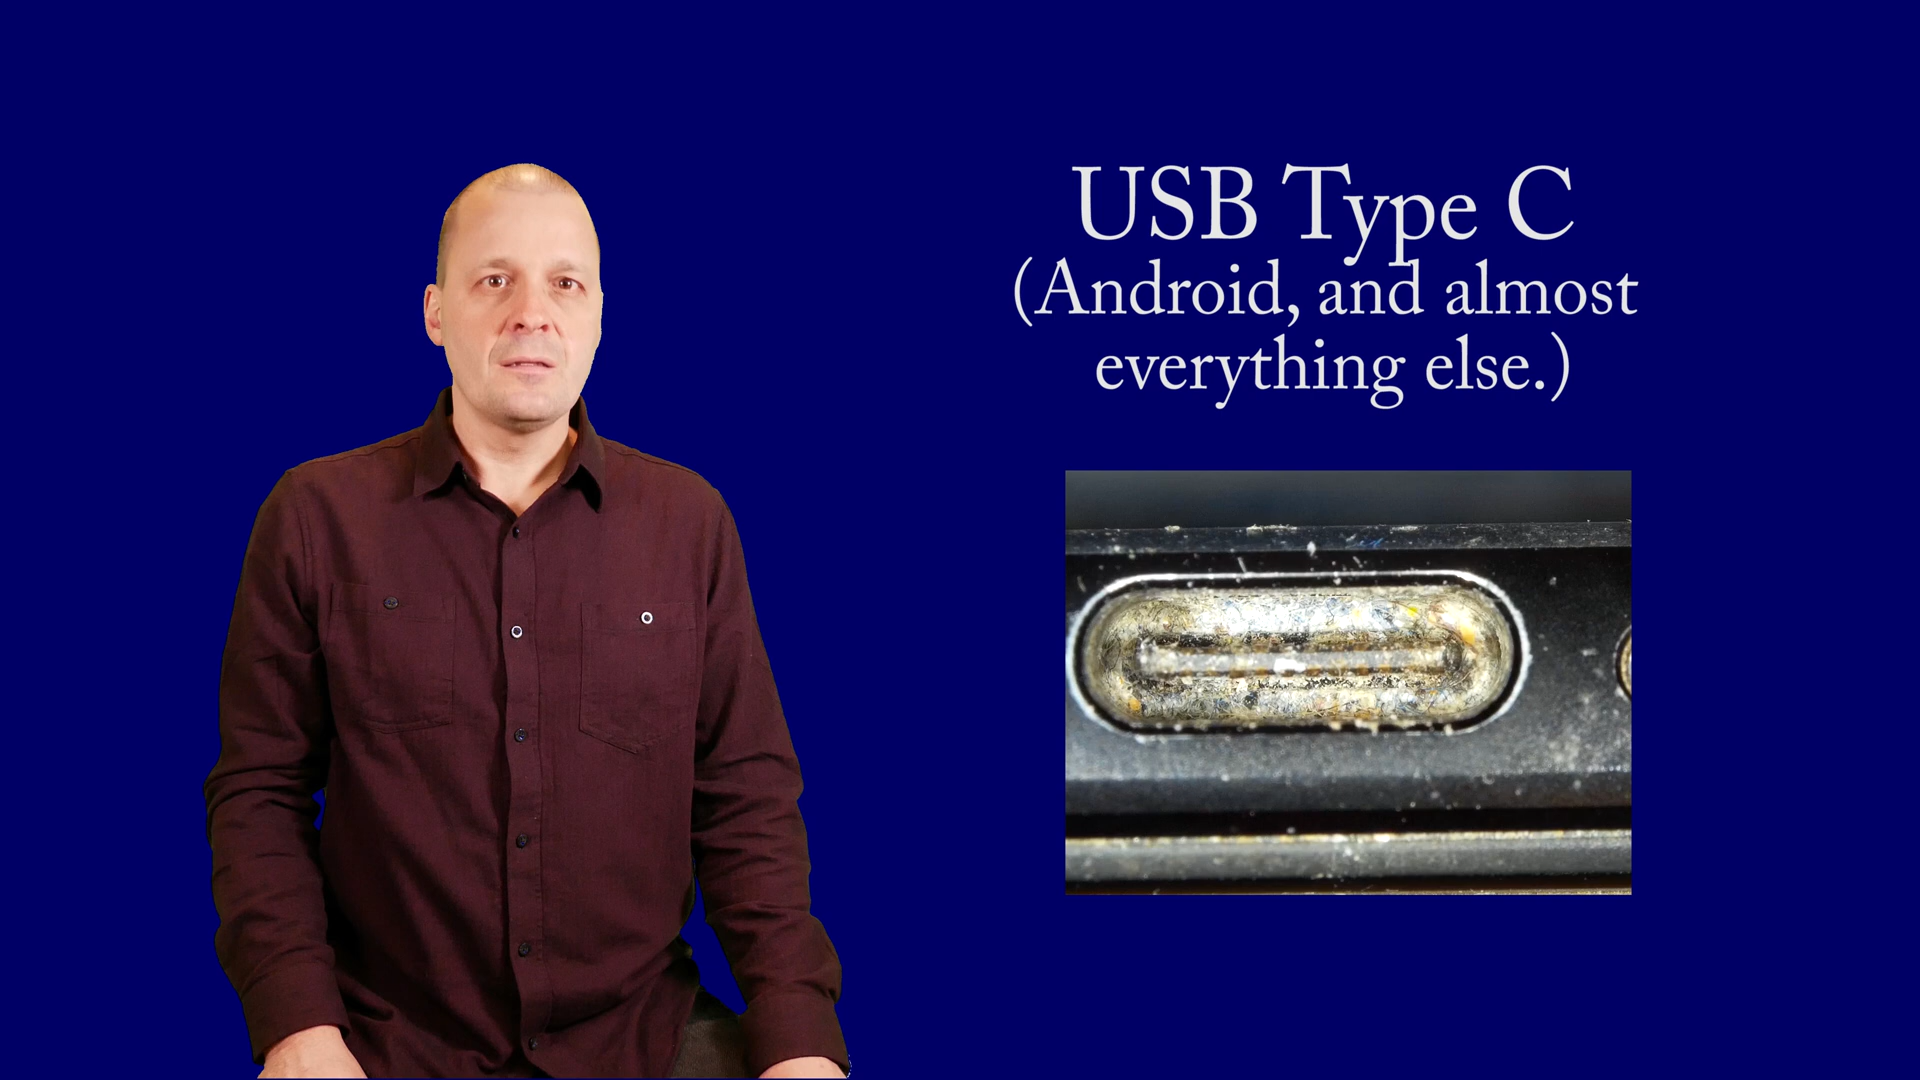 USB Type C
(Android, and almost
everything else.)